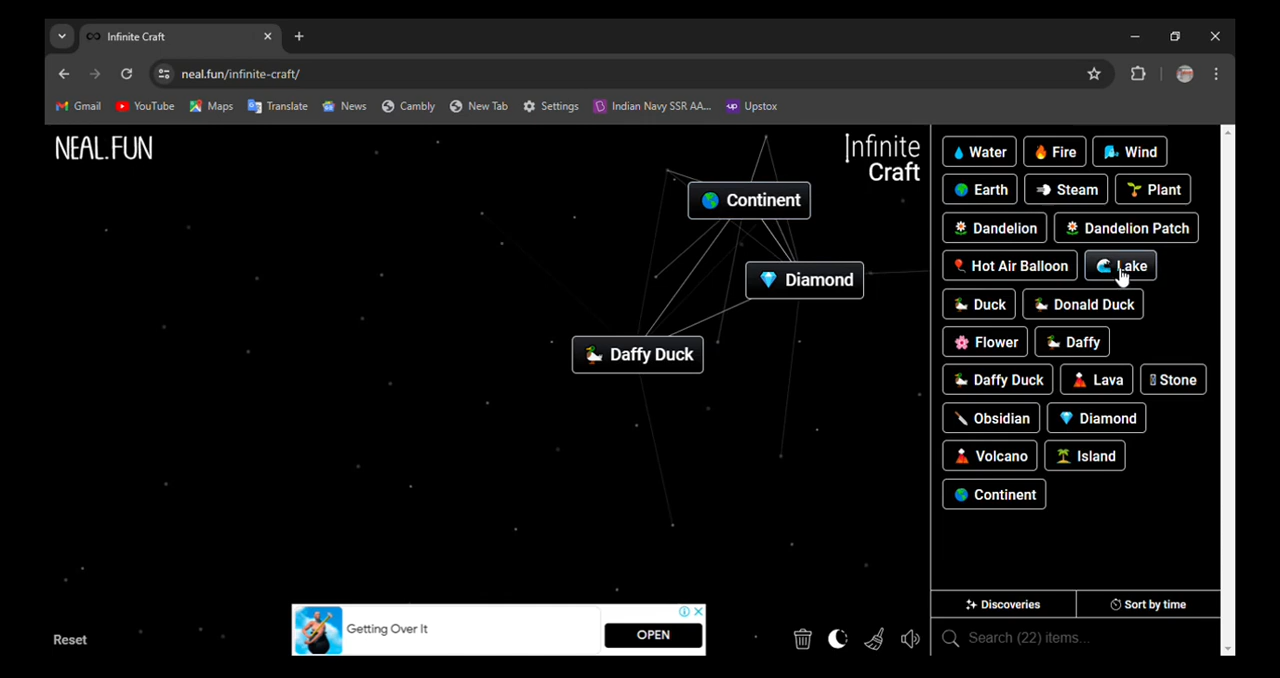 Infinite Craft
neal.fun/infinite-craft/
Gmail YouTube Maps Translate News Cambly New Tab Settings Indian Navy SSR AA... Upstox
NEAL.FUN
Infinite
Craft
Continent
Diamond
Daffy Duck
Water Fire Wind
Earth Steam Plant
Dandelion Dandelion Patch
Hot Air Balloon Lake
Duck Donald Duck
Flower Daffy
Daffy Duck Lava Stone
Obsidian Diamond
Volcano Island
Continent
Discoveries Sort by time
Search (22) items...
Reset
Getting Over It
OPEN